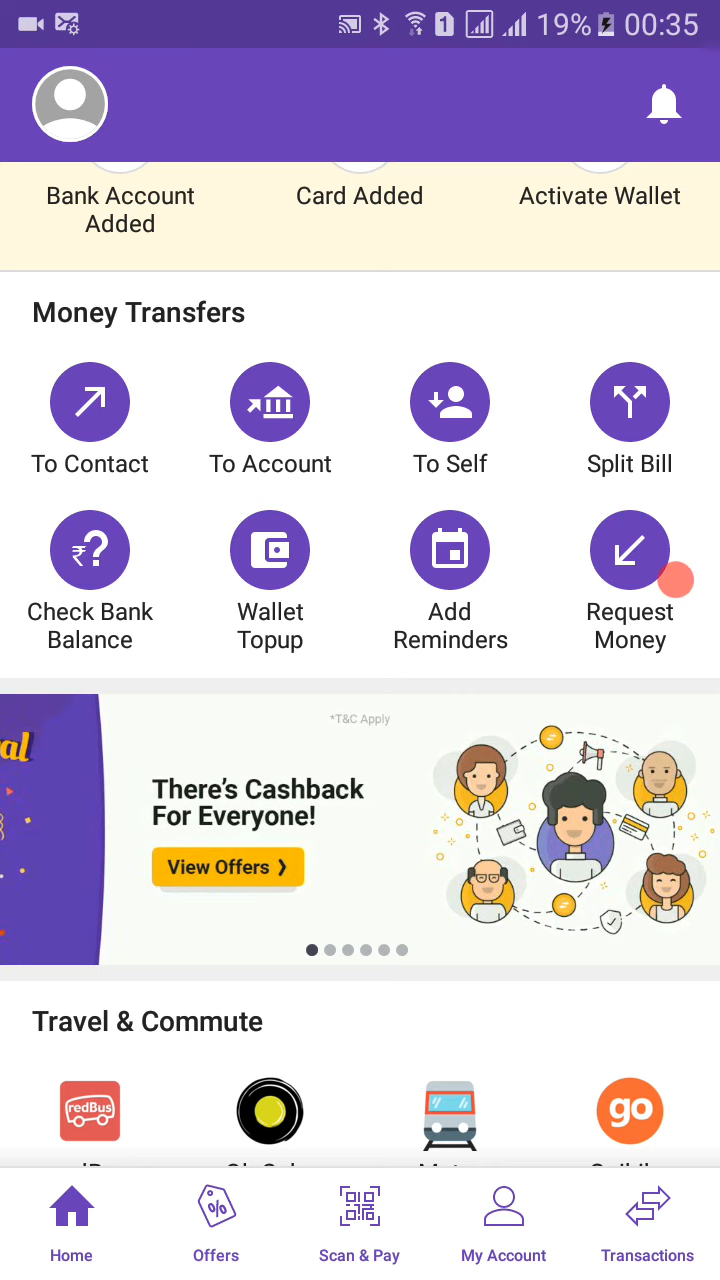 1 19% 00:35
Bank Account Card Added Activate Wallet
Added
Money Transfers
To Contact To Account To Self Split Bill
₹?
Check Bank Wallet Add Request
Balance Topup Reminders Money
al
*T&C Apply
There's Cashback
For Everyone!
View Offers ❯
Travel & Commute
redBus go
%
Home Offers Scan & Pay My Account Transactions